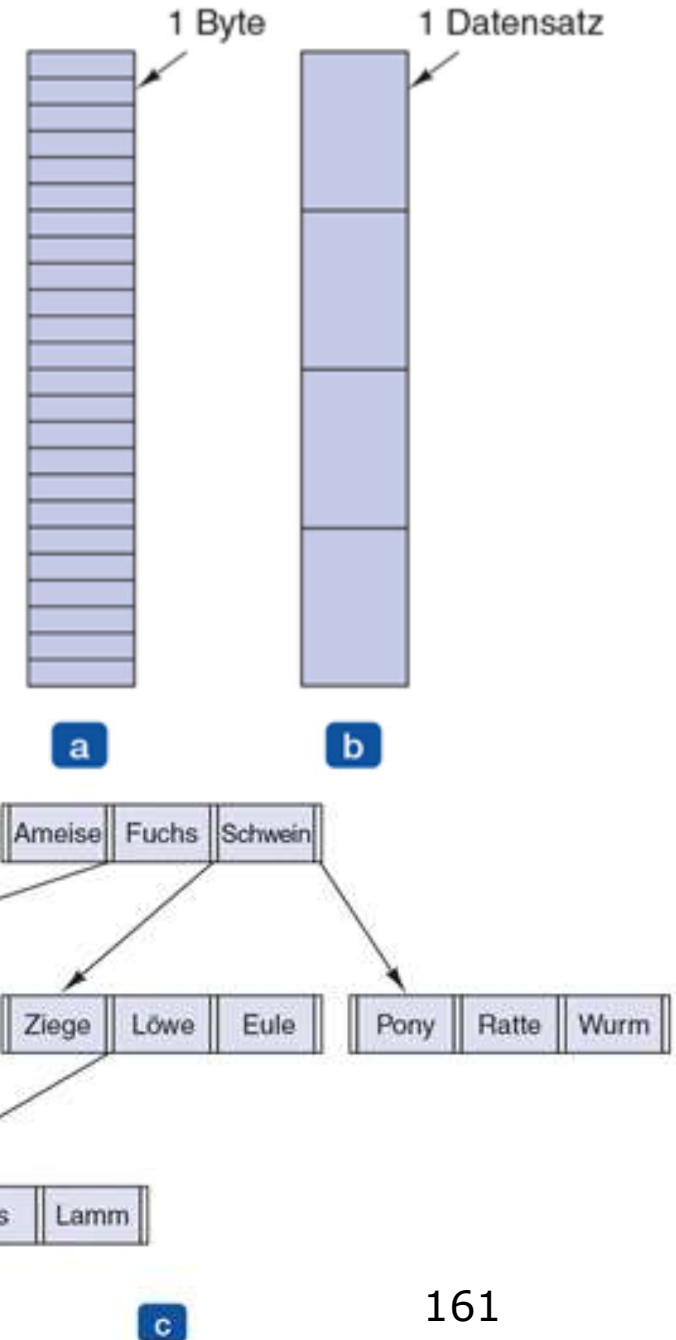 1 Byte 1 Datensatz
a b
Ameise Fuchs Schwein
Ziege Löwe Eule Pony Ratte Wurm
s Lamm
c
161